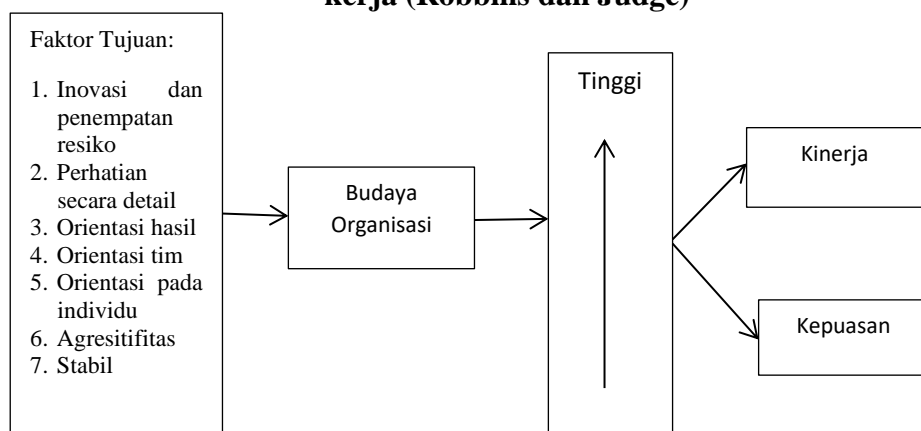 kerja (Robbins dan Judge)
Faktor Tujuan:
1. Inovasi dan
penempatan
resiko
2. Perhatian
secara detail
3. Orientasi hasil
4. Orientasi tim
5. Orientasi pada
individu
6. Agresitifitas
7. Stabil
Budaya
Organisasi
Tinggi
Kinerja
Kepuasan